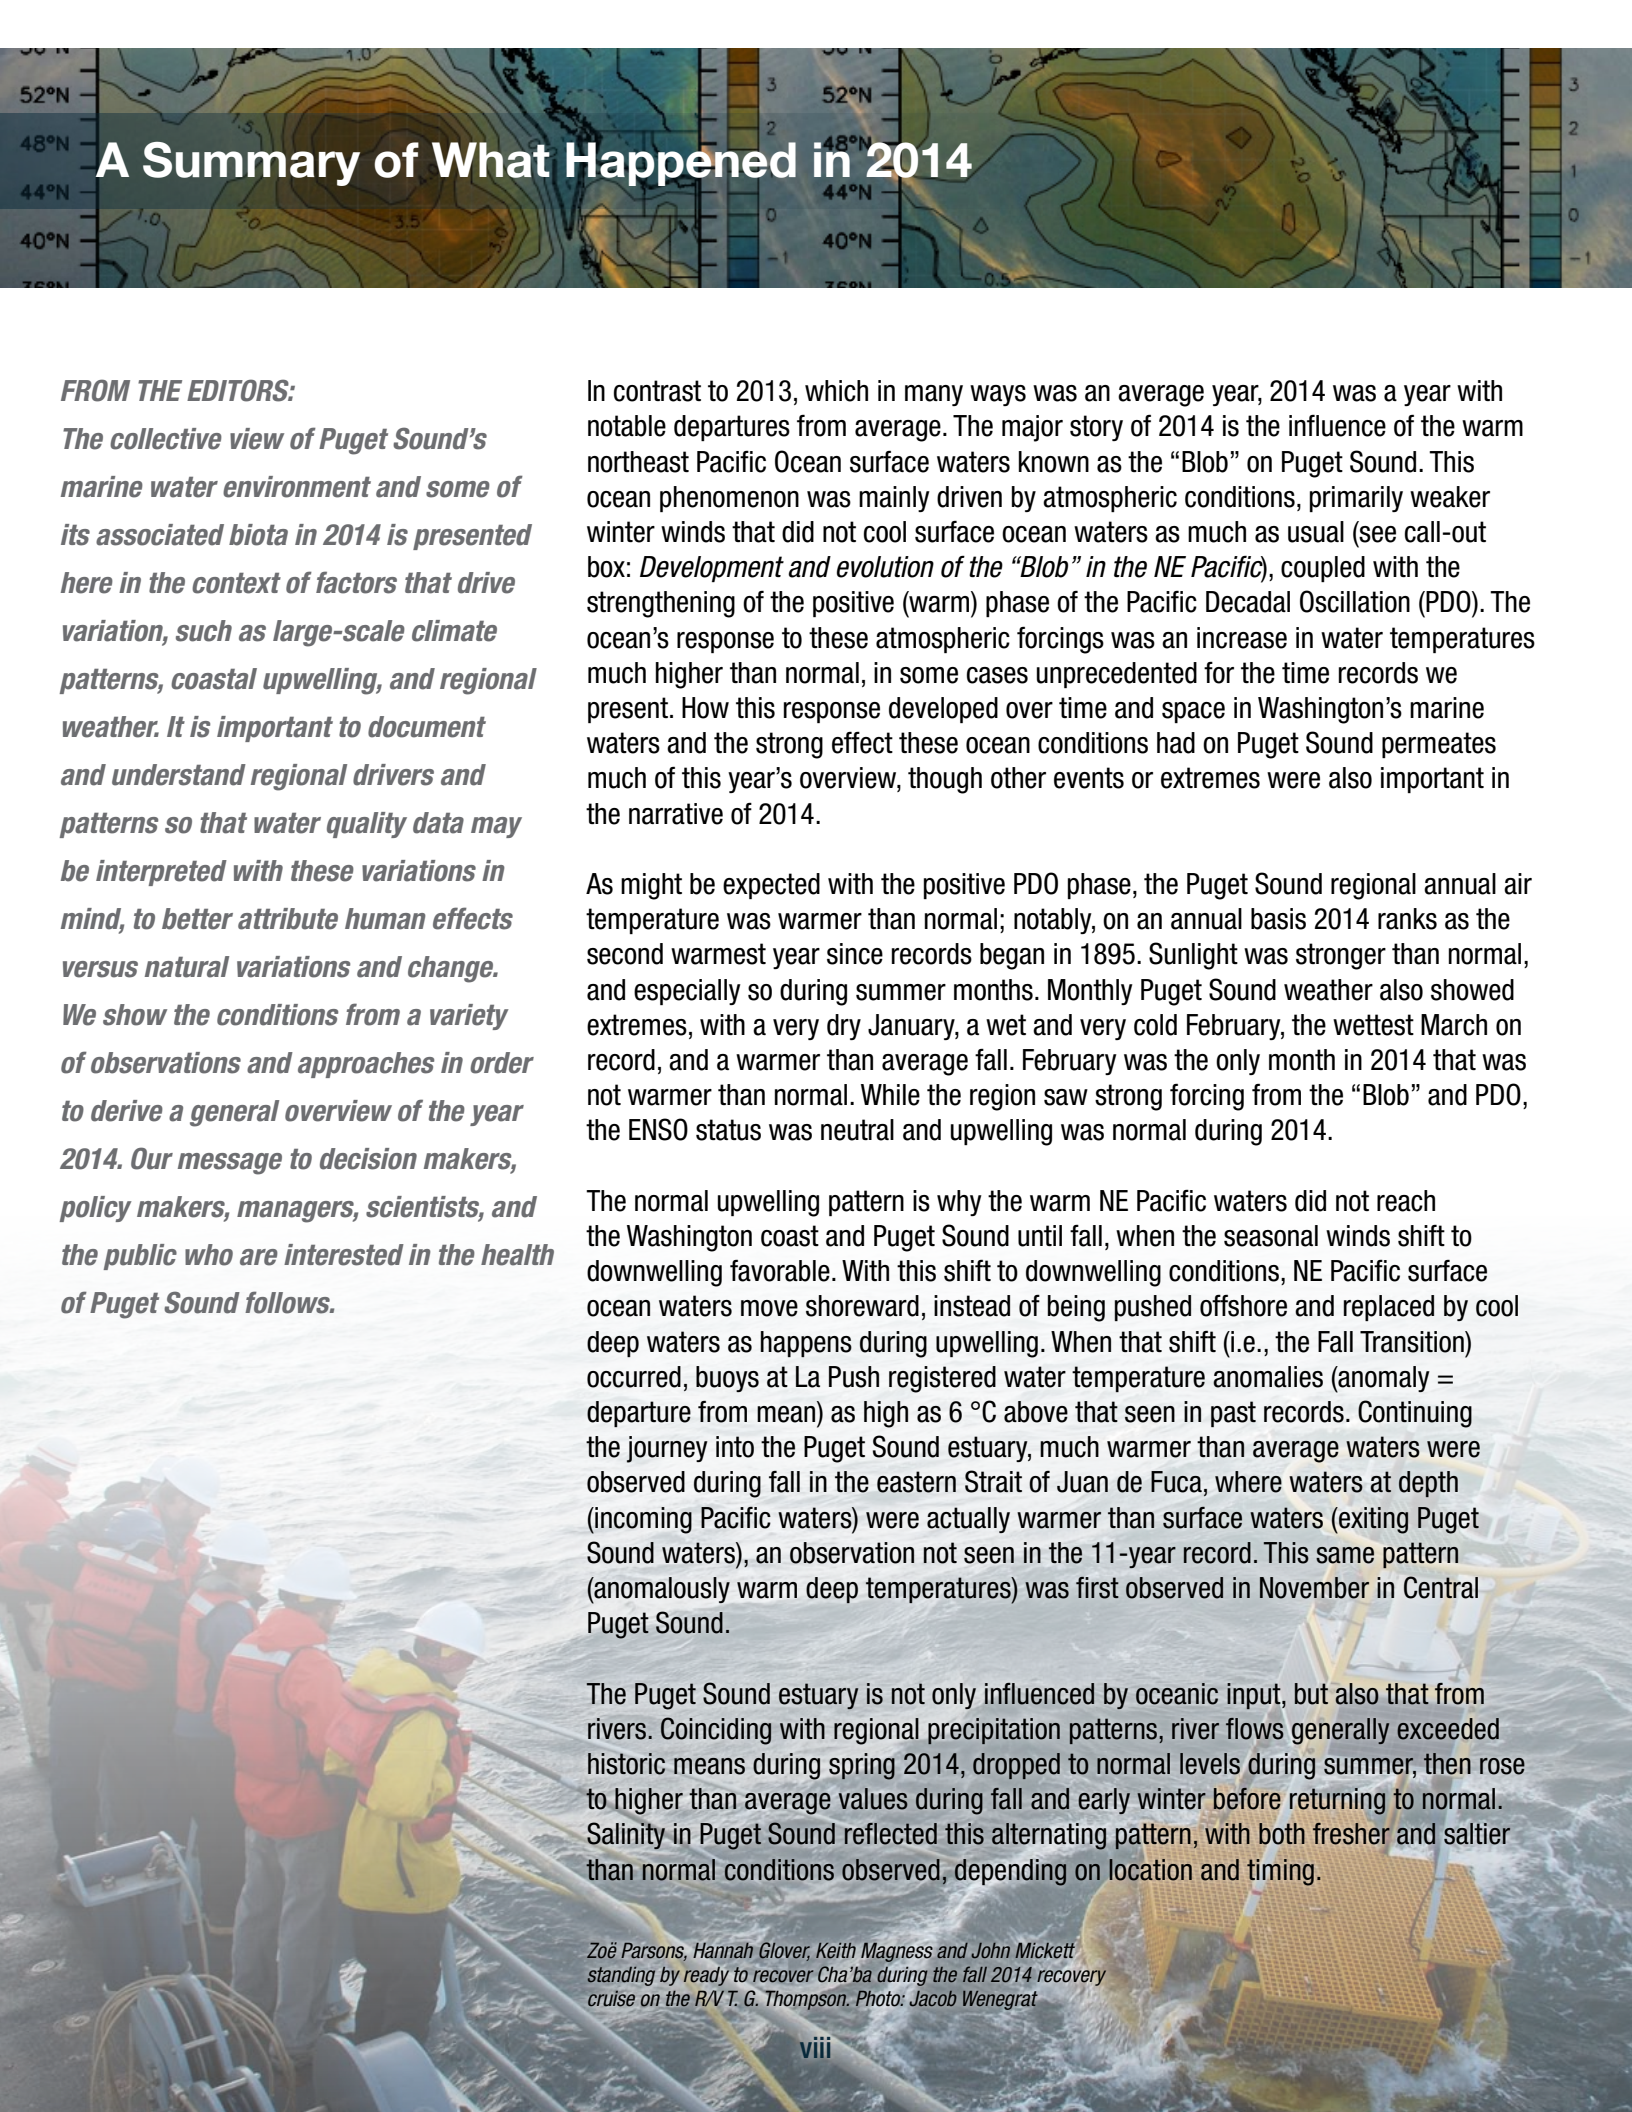 52°N
48°N
44°N
40°N
1.0
1.5
1.0
2.0
3.5
3.0
3
2
0
-1
52°N
48°N
44°N
40°N
0
2.0
1.5
2.5
0.5
3
2
1
0
-1
A Summary of What Happened in 2014
FROM THE EDITORS:
The collective view of Puget Sound’s
marine water environment and some of
its associated biota in 2014 is presented
here in the context of factors that drive
variation, such as large-scale climate
patterns, coastal upwelling, and regional
weather. It is important to document
and understand regional drivers and
patterns so that water quality data may
be interpreted with these variations in
mind, to better attribute human effects
versus natural variations and change.
We show the conditions from a variety
of observations and approaches in order
to derive a general overview of the year
2014. Our message to decision makers,
policy makers, managers, scientists, and
the public who are interested in the health
of Puget Sound follows.
In contrast to 2013, which in many ways was an average year, 2014 was a year with
notable departures from average. The major story of 2014 is the influence of the warm
northeast Pacific Ocean surface waters known as the “Blob” on Puget Sound. This
ocean phenomenon was mainly driven by atmospheric conditions, primarily weaker
winter winds that did not cool surface ocean waters as much as usual (see call-out
box: Development and evolution of the “Blob” in the NE Pacific), coupled with the
strengthening of the positive (warm) phase of the Pacific Decadal Oscillation (PDO). The
ocean’s response to these atmospheric forcings was an increase in water temperatures
much higher than normal, in some cases unprecedented for the time records we
present. How this response developed over time and space in Washington’s marine
waters and the strong effect these ocean conditions had on Puget Sound permeates
much of this year’s overview, though other events or extremes were also important in
the narrative of 2014.
As might be expected with the positive PDO phase, the Puget Sound regional annual air
temperature was warmer than normal; notably, on an annual basis 2014 ranks as the
second warmest year since records began in 1895. Sunlight was stronger than normal,
and especially so during summer months. Monthly Puget Sound weather also showed
extremes, with a very dry January, a wet and very cold February, the wettest March on
record, and a warmer than average fall. February was the only month in 2014 that was
not warmer than normal. While the region saw strong forcing from the “Blob” and PDO,
the ENSO status was neutral and upwelling was normal during 2014.
The normal upwelling pattern is why the warm NE Pacific waters did not reach
the Washington coast and Puget Sound until fall, when the seasonal winds shift to
downwelling favorable. With this shift to downwelling conditions, NE Pacific surface
ocean waters move shoreward, instead of being pushed offshore and replaced by cool
deep waters as happens during upwelling. When that shift (i.e., the Fall Transition)
occurred, buoys at La Push registered water temperature anomalies (anomaly =
departure from mean) as high as 6 °C above that seen in past records. Continuing
the journey into the Puget Sound estuary, much warmer than average waters were
observed during fall in the eastern Strait of Juan de Fuca, where waters at depth
(incoming Pacific waters) were actually warmer than surface waters (exiting Puget
Sound waters), an observation not seen in the 11-year record. This same pattern
(anomalously warm deep temperatures) was first observed in November in Central
Puget Sound.
The Puget Sound estuary is not only influenced by oceanic input, but also that from
rivers. Coinciding with regional precipitation patterns, river flows generally exceeded
historic means during spring 2014, dropped to normal levels during summer, then rose
to higher than average values during fall and early winter before returning to normal.
Salinity in Puget Sound reflected this alternating pattern, with both fresher and saltier
than normal conditions observed, depending on location and timing.
Zoë Parsons, Hannah Glover, Keith Magness and John Mickett
standing by ready to recover Cha’ba during the fall 2014 recovery
cruise on the R/V T. G. Thompson. Photo: Jacob Wenegrat
viii